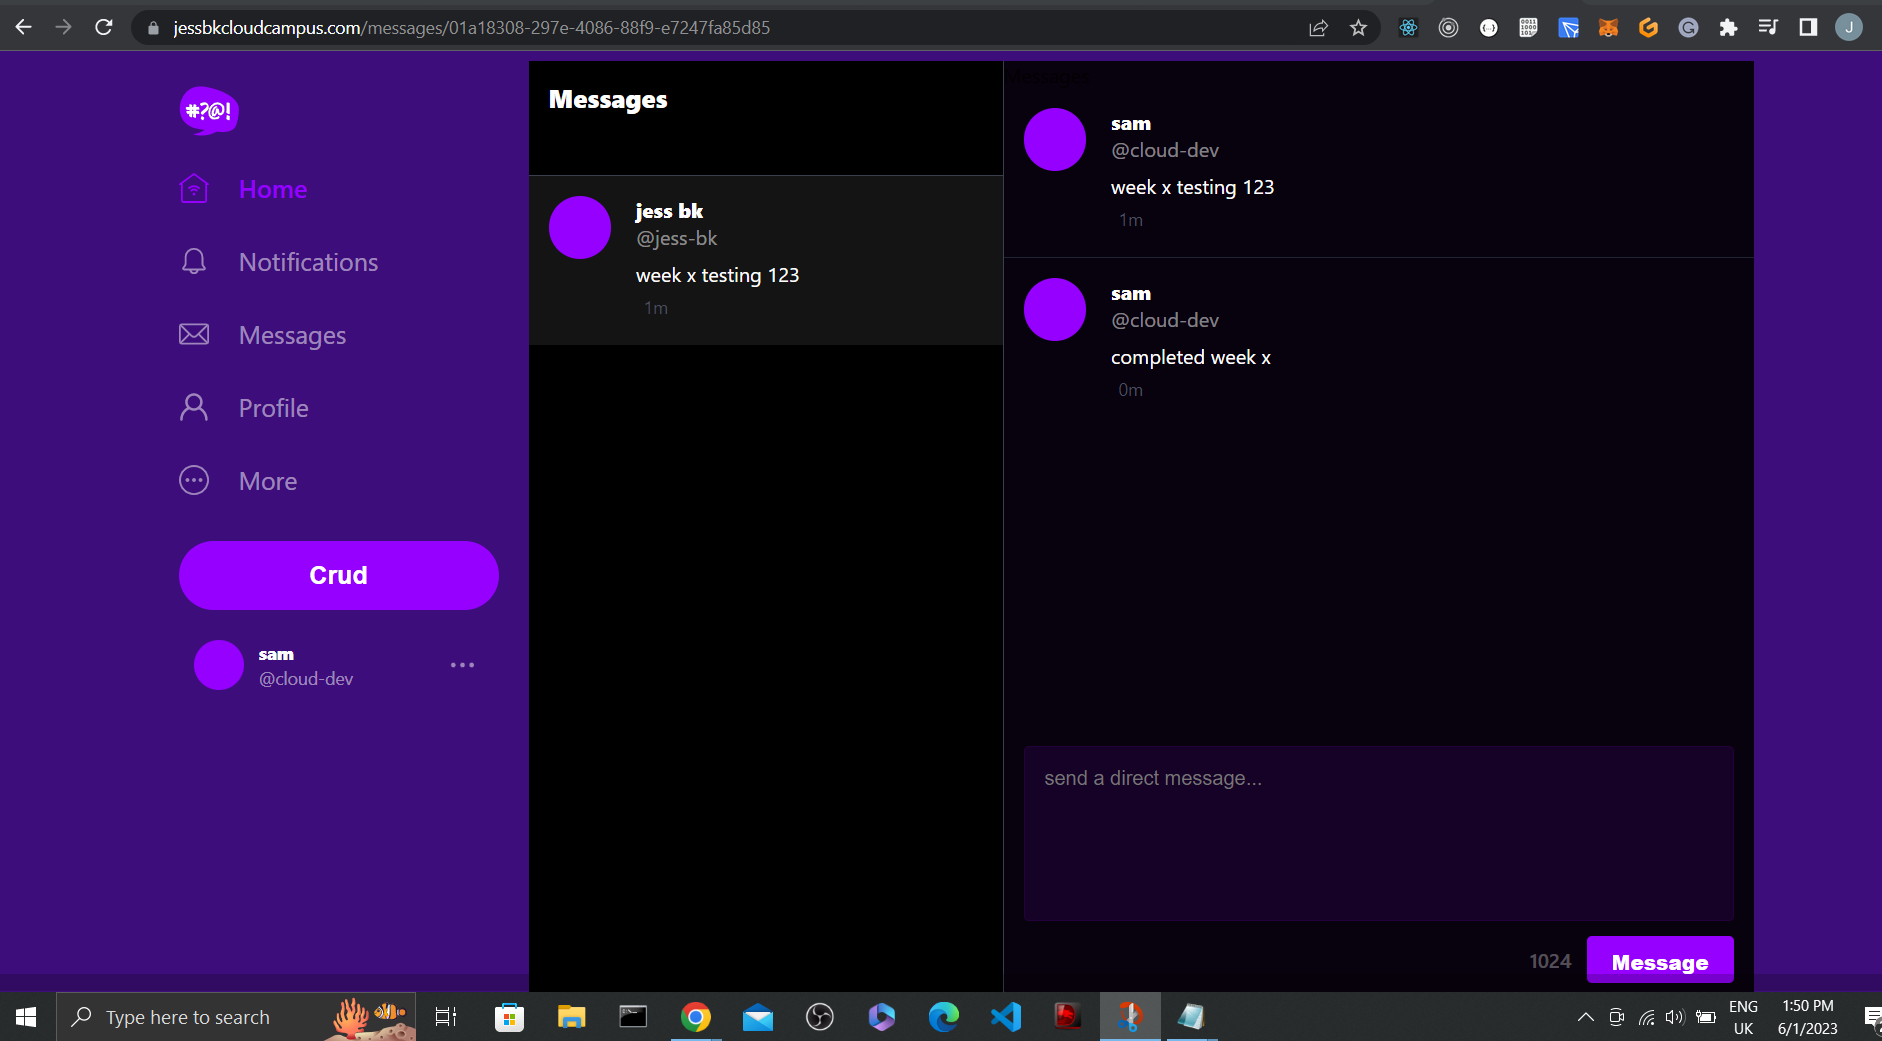 jessbkcloudcampus.com/messages/01a18308-297e-4086-88f9-e7247fa85d85
J
#?@!
Home
Notifications
Messages
Profile
More
Crud
sam
@cloud-dev
Messages
jess bk
@jess-bk
week x testing 123
1m
Messages
sam
@cloud-dev
week x testing 123
1m
sam
@cloud-dev
completed week x
0m
send a direct message...
1024
Message
Type here to search
ENG
UK
1:50 PM
6/1/2023